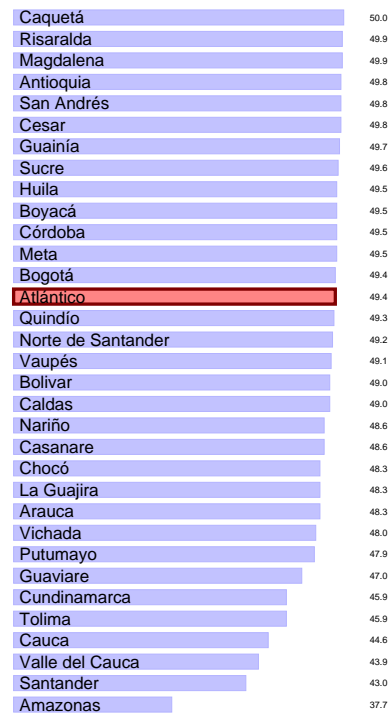 Caquetá 50.0
Risaralda 49.9
Magdalena 49.9
Antioquia 49.8
San Andrés 49.8
Cesar 49.8
Guainía 49.7
Sucre 49.6
Huila 49.5
Boyacá 49.5
Córdoba 49.5
Meta 49.5
Bogotá 49.4
Atlántico 49.4
Quindío 49.3
Norte de Santander 49.2
Vaupés 49.1
Bolivar 49.0
Caldas 49.0
Nariño 48.6
Casanare 48.6
Chocó 48.3
La Guajira 48.3
Arauca 48.3
Vichada 48.0
Putumayo 47.9
Guaviare 47.0
Cundinamarca 45.9
Tolima 45.9
Cauca 44.6
Valle del Cauca 43.9
Santander 43.0
Amazonas 37.7